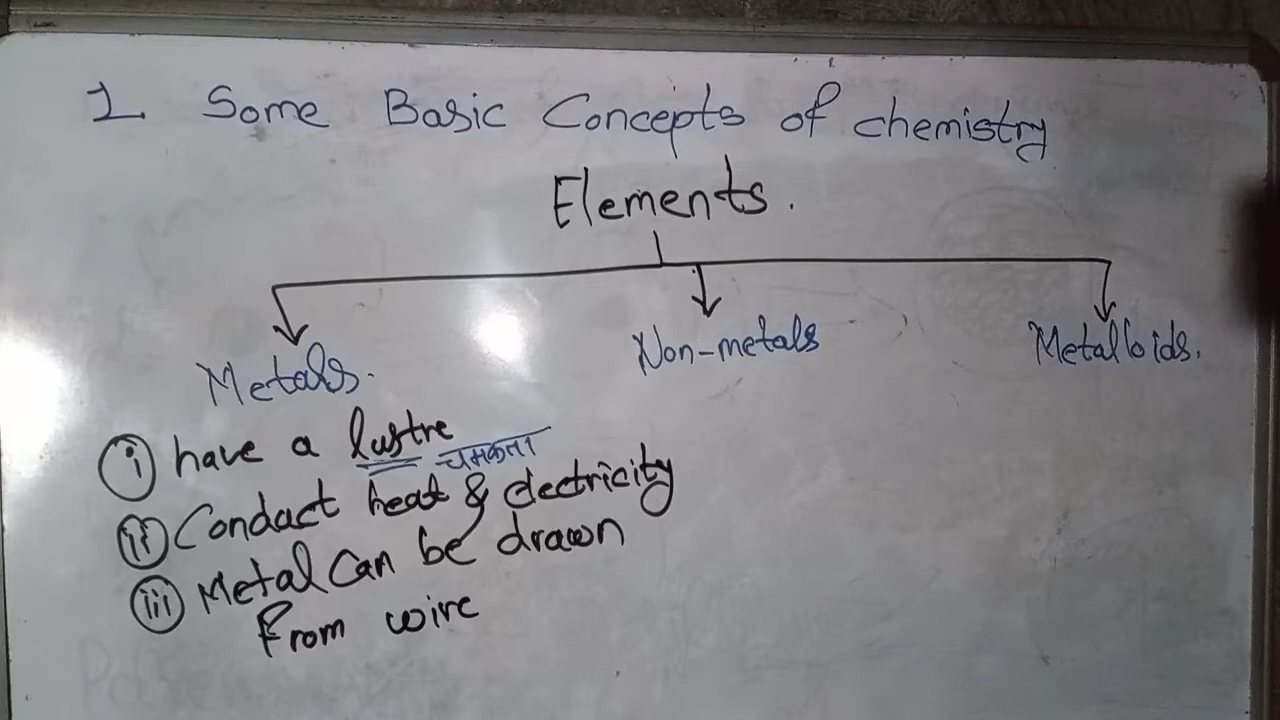 1. Some Basic Concepts of chemistry
Elements.
Metals.
Non-metals
Metalloids.
(i) have a lustre
चमकता
(ii) Conduct heat & electricity
(iii) Metal Can be drawn
From wire